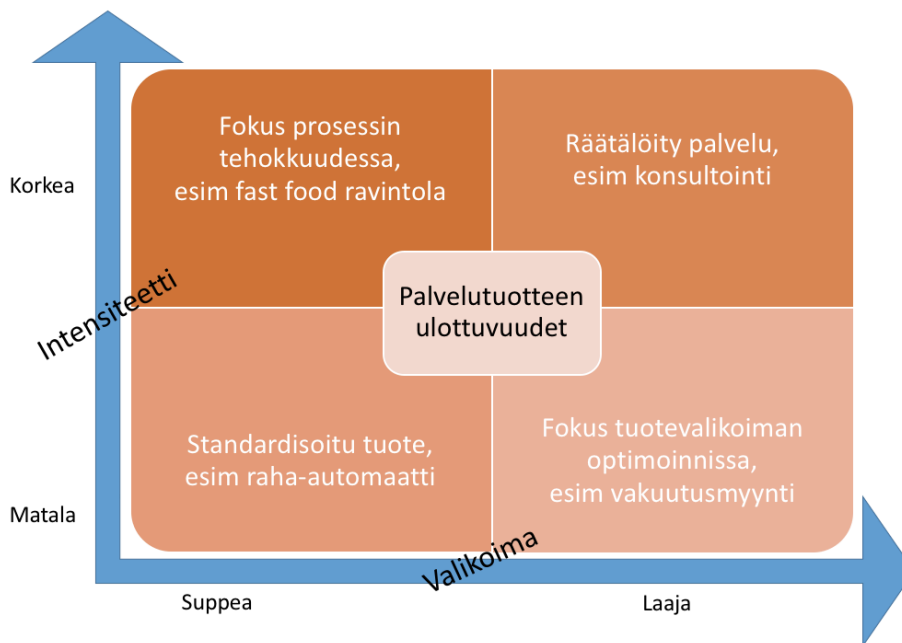 Fokus prosessin
tehokkuudessa,
esim fast food ravintola
Räätälöity palvelu,
esim konsultointi
Korkea
Intensiteetti
Palvelutuotteen
ulottuvuudet
Standardisoitu tuote,
esim raha-automaatti
Fokus tuotevalikoiman
optimoinnissa,
esim vakuutusmyynti
Matala
Valikoima
Suppea
Laaja